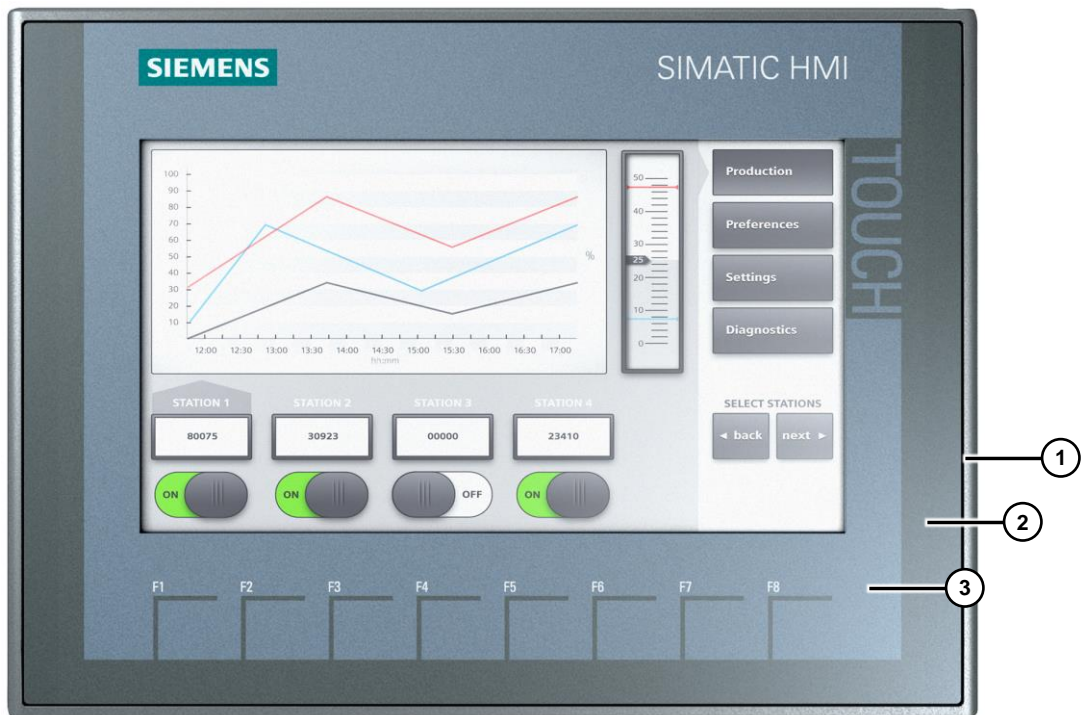 SIEMENS
SIMATIC HMI
TOUCH
100
90
80
70
60
50
40
30
20
10
12:00 12:30 13:00 13:30 14:00 14:30 15:00 15:30 16:00 16:30 17:00
hh:mm
%
50
40
30
25
20
10
0
Production
Preferences
Settings
Diagnostics
STATION 1 STATION 2 STATION 3 STATION 4
80075 30923 00000 23410
ON ON OFF ON
SELECT STATIONS
back next
1
2
3
F1 F2 F3 F4 F5 F6 F7 F8